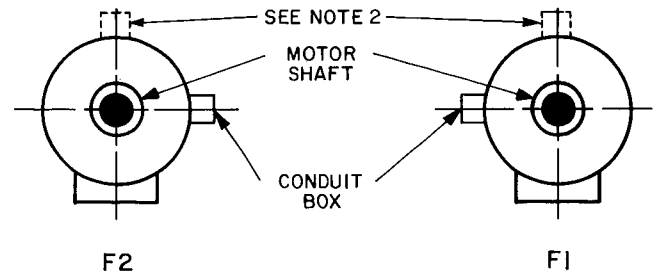 SEE NOTE 2
MOTOR
SHAFT
CONDUIT
BOX
F2
F1